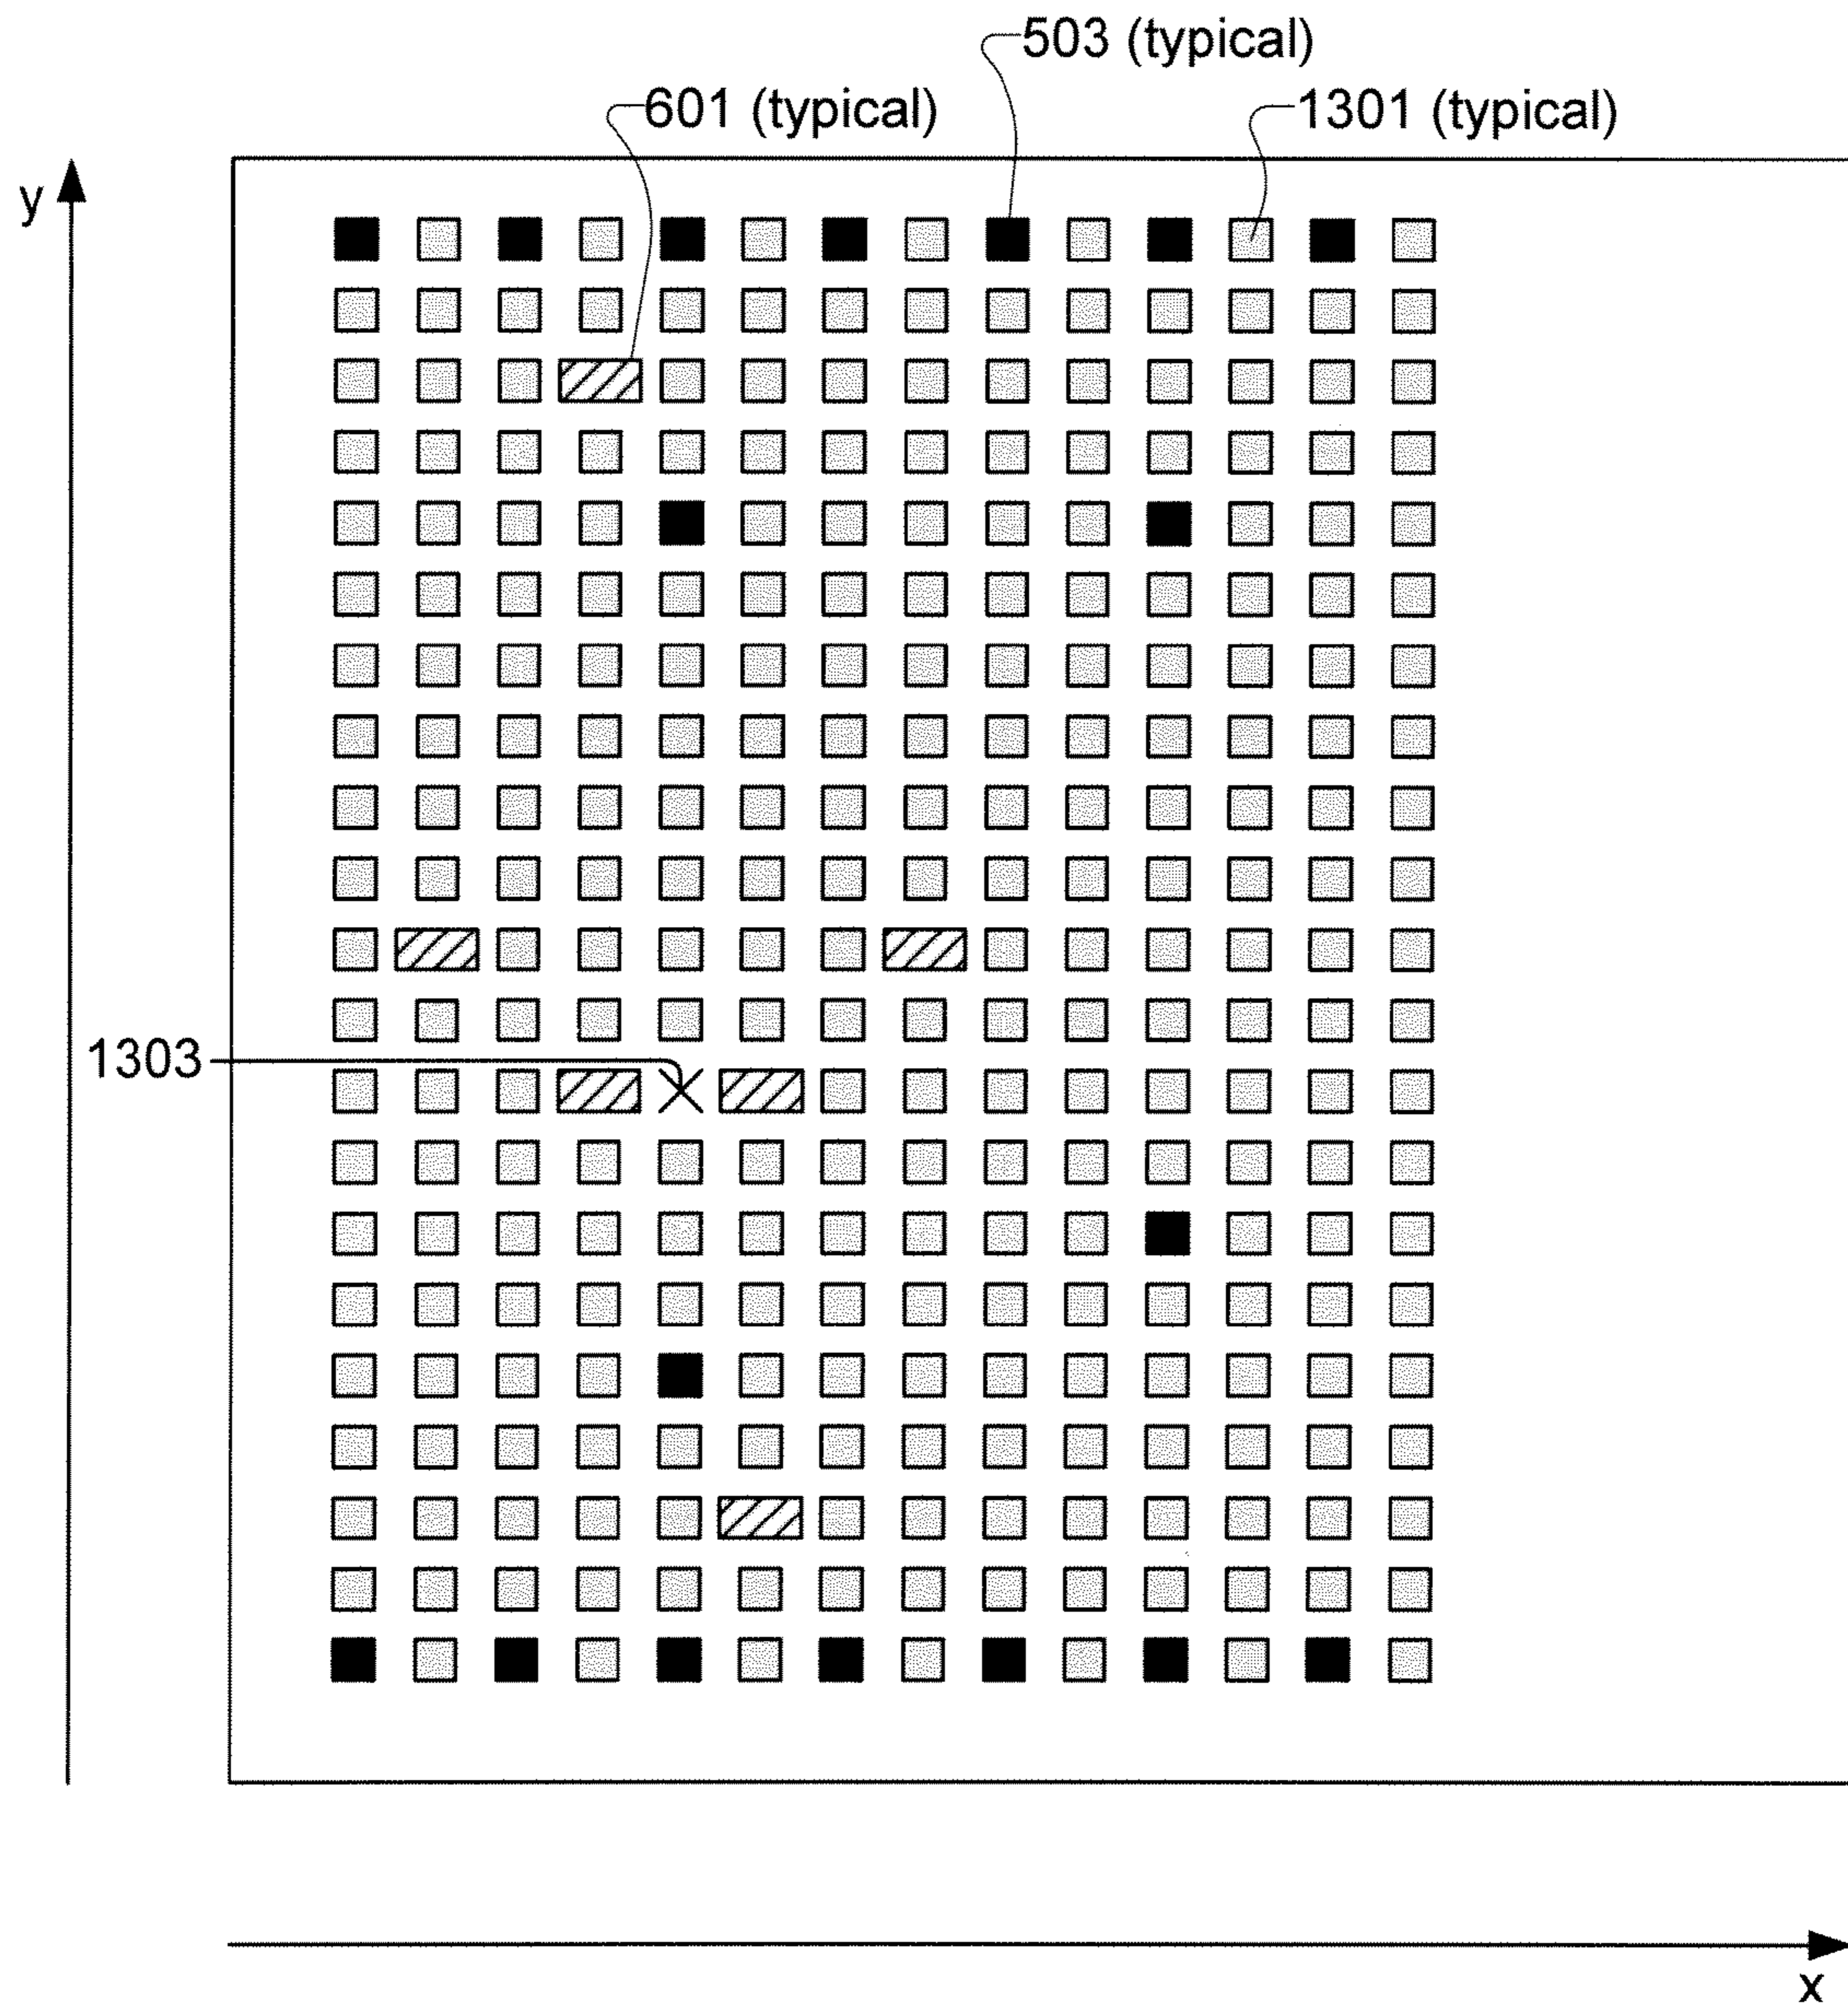 503 (typical)
601 (typical)
1301 (typical)
y
1303
x